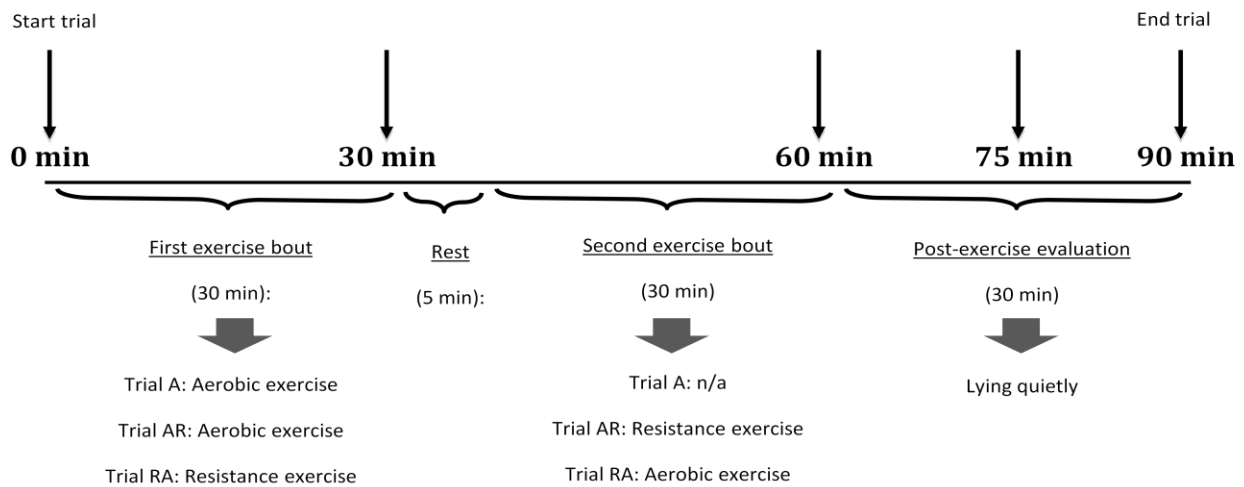 Start trial
End trial
0 min
30 min
60 min
75 min
90 min
First exercise bout
(30 min):
Trial A: Aerobic exercise
Trial AR: Aerobic exercise
Trial RA: Resistance exercise
Rest
(5 min):
Second exercise bout
(30 min)
Trial A: n/a
Trial AR: Resistance exercise
Trial RA: Aerobic exercise
Post-exercise evaluation
(30 min)
Lying quietly